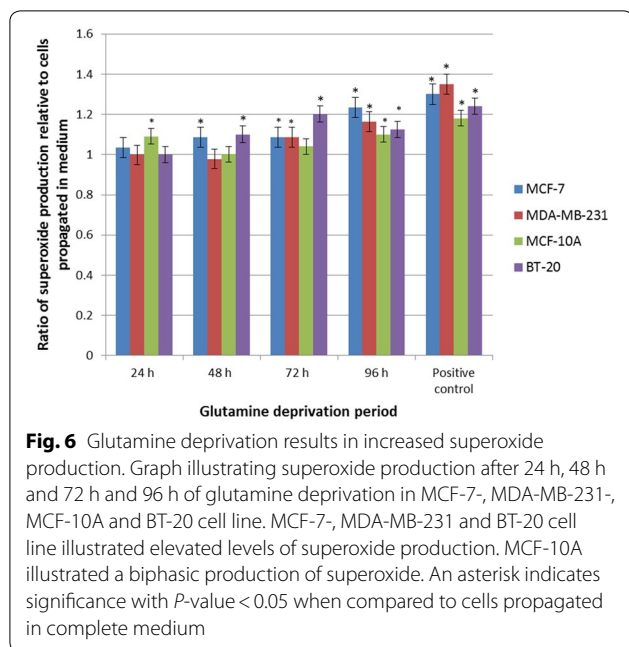 1.6
1.4
1.2
1
0.8
0.6
0.4
0.2
0
Ratio of superoxide production relative to cells
propagated in medium
* * * * * * * * * * * * * * *
MCF-7
MDA-MB-231
MCF-10A
BT-20
24 h 48 h 72 h 96 h Positive
control
Glutamine deprivation period
Fig. 6 Glutamine deprivation results in increased superoxide
production. Graph illustrating superoxide production after 24 h, 48 h
and 72 h and 96 h of glutamine deprivation in MCF-7-, MDA-MB-231-,
MCF-10A and BT-20 cell line. MCF-7-, MDA-MB-231 and BT-20 cell
line illustrated elevated levels of superoxide production. MCF-10A
illustrated a biphasic production of superoxide. An asterisk indicates
significance with P-value < 0.05 when compared to cells propagated
in complete medium